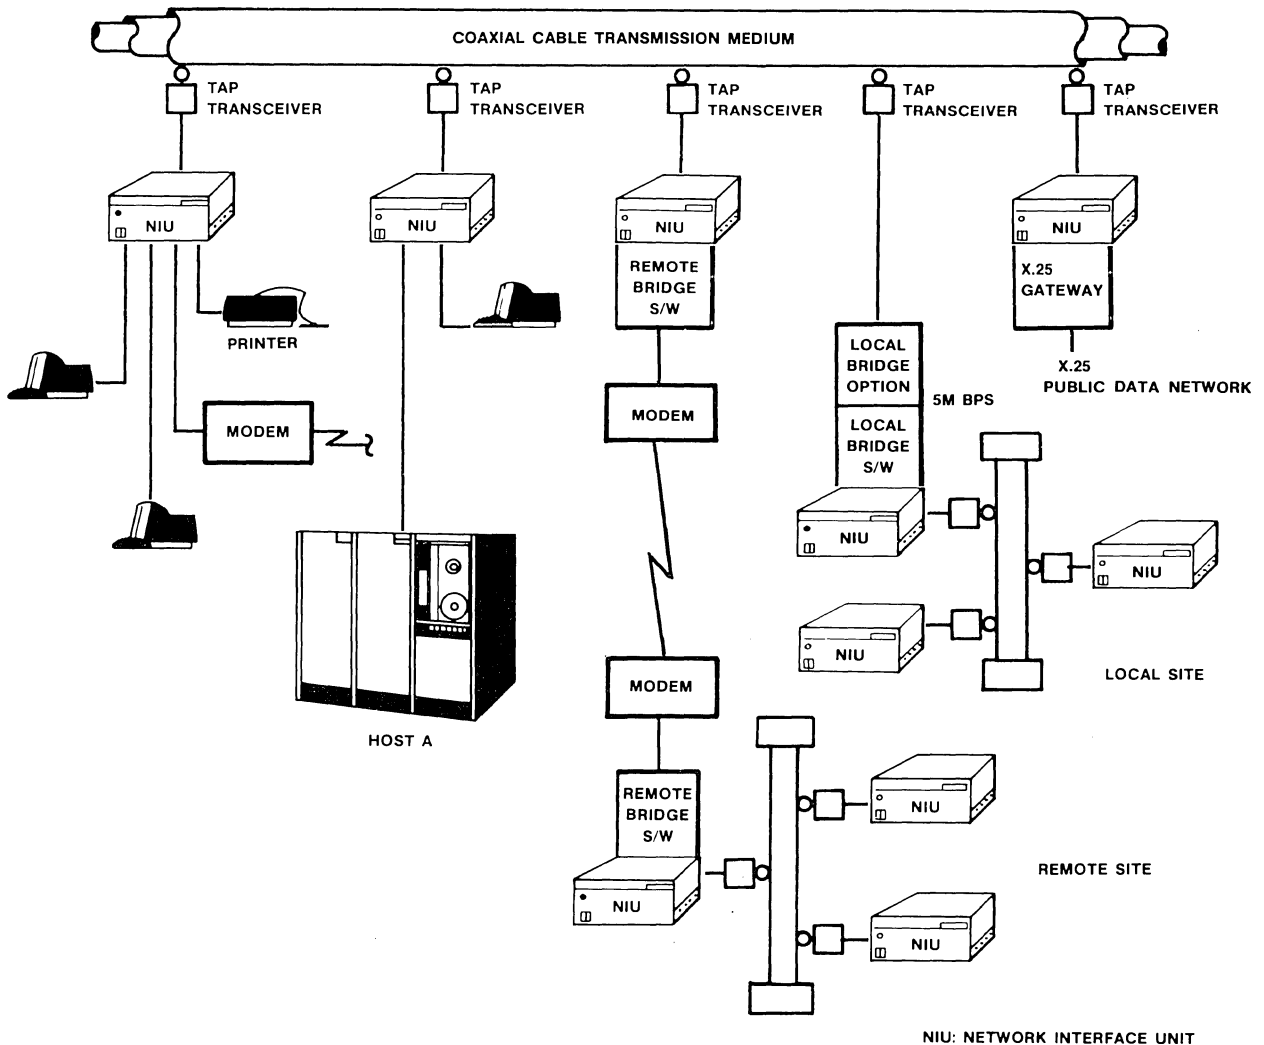 COAXIAL CABLE TRANSMISSION MEDIUM
TAP
TRANSCEIVER
TAP
TRANSCEIVER
TAP
TRANSCEIVER
TAP
TRANSCEIVER
TAP
TRANSCEIVER
NIU
NIU
NIU
NIU
REMOTE
BRIDGE
S/W
X.25
GATEWAY
PRINTER
LOCAL
BRIDGE
OPTION
X.25
PUBLIC DATA NETWORK
5M BPS
MODEM
MODEM
LOCAL
BRIDGE
S/W
NIU
NIU
NIU
LOCAL SITE
MODEM
HOST A
REMOTE
BRIDGE
S/W
NIU
NIU
REMOTE SITE
NIU
NIU: NETWORK INTERFACE UNIT